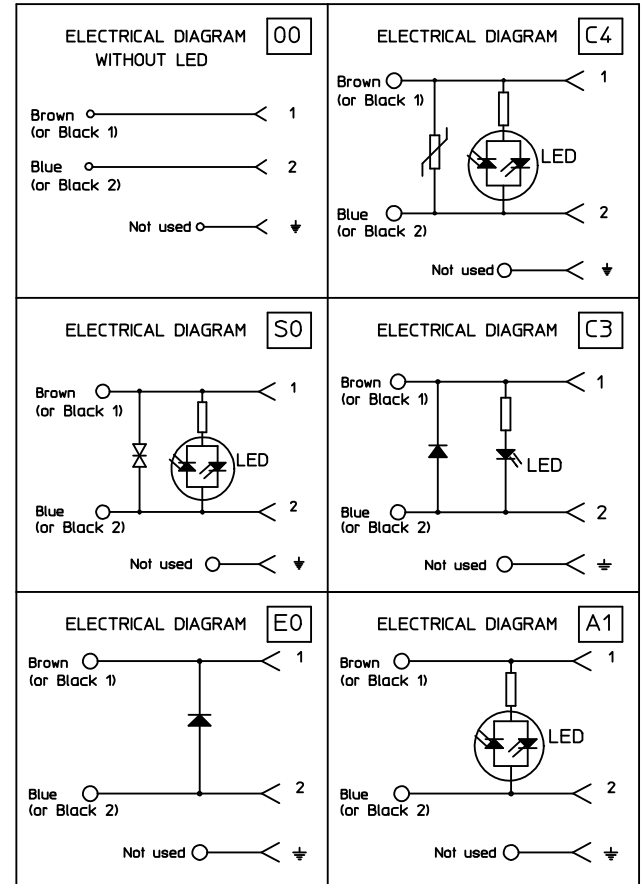 ELECTRICAL DIAGRAM 00
WITHOUT LED
Brown 1
(or Black 1)
Blue 2
(or Black 2)
Not used
ELECTRICAL DIAGRAM C4
Brown 1
(or Black 1)
LED
Blue 2
(or Black 2)
Not used
ELECTRICAL DIAGRAM S0
Brown 1
(or Black 1)
LED
Blue 2
(or Black 2)
Not used
ELECTRICAL DIAGRAM C3
Brown 1
(or Black 1)
LED
Blue 2
(or Black 2)
Not used
ELECTRICAL DIAGRAM E0
Brown 1
(or Black 1)
Blue 2
(or Black 2)
Not used
ELECTRICAL DIAGRAM A1
Brown 1
(or Black 1)
LED
Blue 2
(or Black 2)
Not used